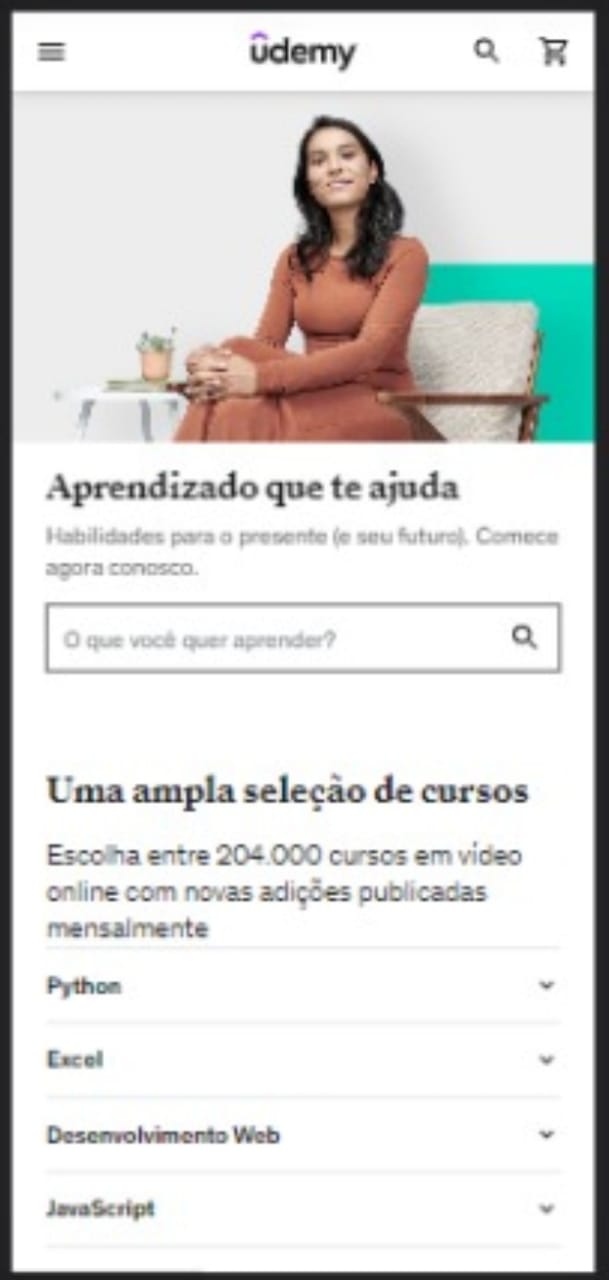 udemy
Aprendizado que te ajuda
Habilidades para o presente (e seu futuro). Comece
agora conosco.
O que você quer aprender?
Uma ampla seleção de cursos
Escolha entre 204.000 cursos em vídeo
online com novas adições publicadas
mensalmente
Python
Excel
Desenvolvimento Web
JavaScript